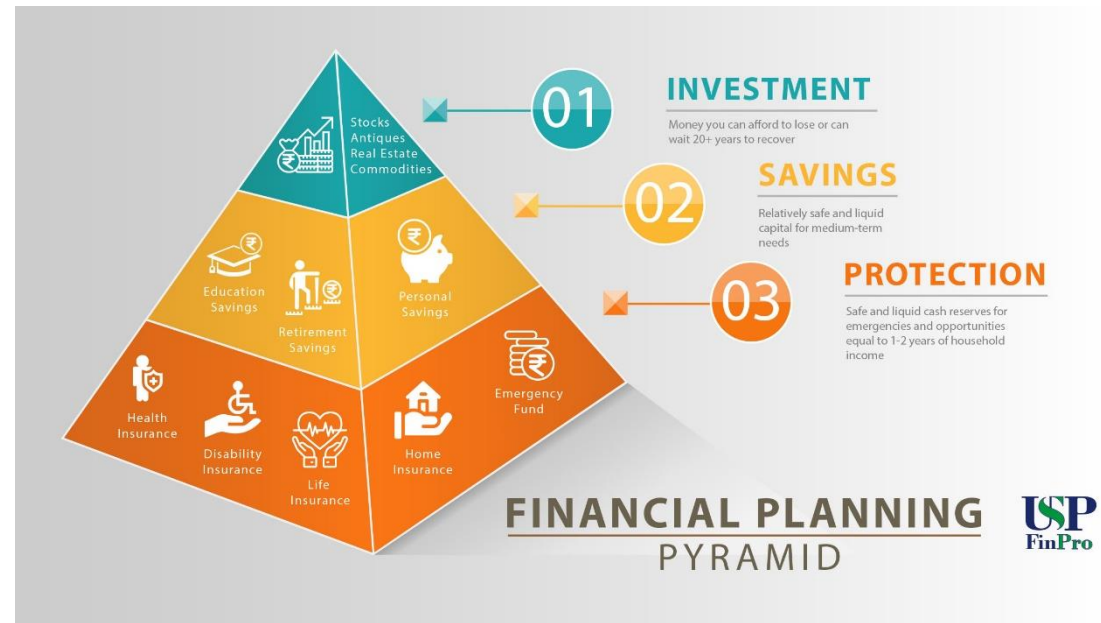 Stocks
Antiques
Real Estate
Commodities
01
INVESTMENT
Money you can afford to lose or can
wait 20+ years to recover
Education
Savings
Retirement
Savings
Personal
Savings
02
SAVINGS
Relatively safe and liquid
capital for medium-term
needs
Health
Insurance
Disability
Insurance
Life
Insurance
Home
Insurance
Emergency
Fund
03
PROTECTION
Safe and liquid cash reserves for
emergencies and opportunities
equal to 1-2 years of household
income
FINANCIAL PLANNING
PYRAMID
USP
FinPro